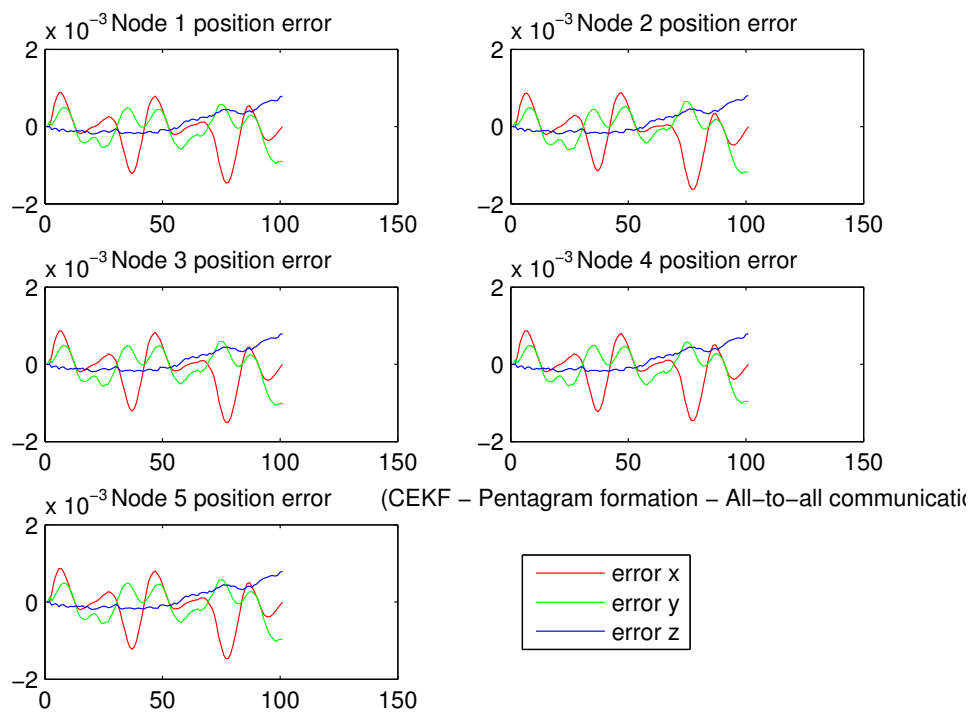 x 10⁻³ Node 1 position error
2
0
−2
0 50 100 150
x 10⁻³ Node 2 position error
2
0
−2
0 50 100 150
x 10⁻³ Node 3 position error
2
0
−2
0 50 100 150
x 10⁻³ Node 4 position error
2
0
−2
0 50 100 150
x 10⁻³ Node 5 position error
2
0
−2
0 50 100 150
(CEKF − Pentagram formation − All−to−all
error x
error y
error z